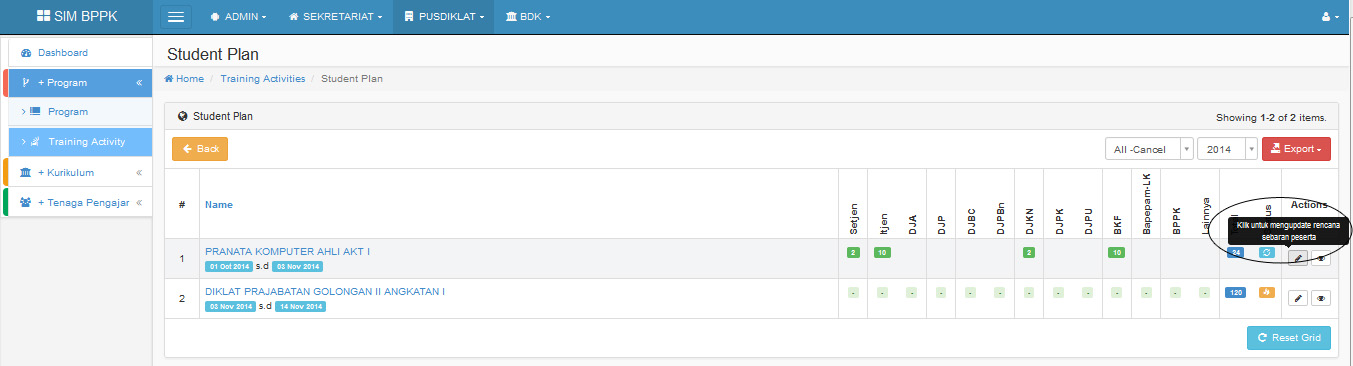 SIM BPPK
ADMIN
SEKRETARIAT
PUSDIKLAT
BDK
Dashboard
+ Program
Program
Training Activity
+ Kurikulum
+ Tenaga Pengajar
Student Plan
Home / Training Activities / Student Plan
Student Plan
Showing 1-2 of 2 items.
Back
All -Cancel
2014
Export
#
Name
Setjen
Itjen
DJA
DJP
DJBC
DJPBn
DJKN
DJPK
DJPU
BKF
Bapepam-LK
BPPK
Lainnya
Actions
Klik untuk mengupdate rencana
sebaran peserta
1
PRANATA KOMPUTER AHLI AKT I
01 Oct 2014 s.d 03 Nov 2014
2 10 2 10 24
2
DIKLAT PRAJABATAN GOLONGAN II ANGKATAN I
03 Nov 2014 s.d 14 Nov 2014
- - - - - - - - - - - - - 120
Reset Grid